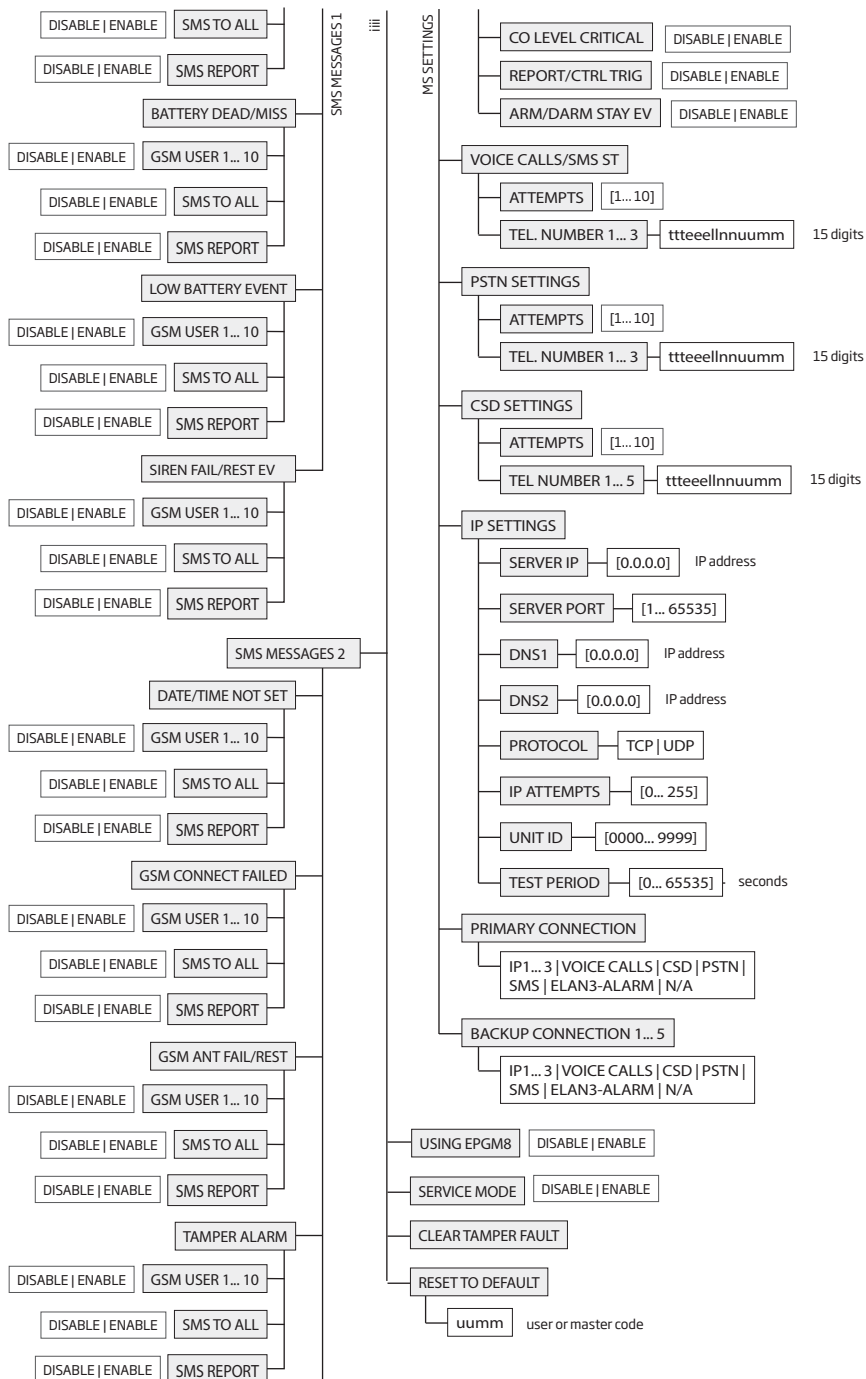 DISABLE | ENABLE SMS TO ALL
DISABLE | ENABLE SMS REPORT
BATTERY DEAD/MISS
DISABLE | ENABLE GSM USER 1... 10
DISABLE | ENABLE SMS TO ALL
DISABLE | ENABLE SMS REPORT
LOW BATTERY EVENT
DISABLE | ENABLE GSM USER 1... 10
DISABLE | ENABLE SMS TO ALL
DISABLE | ENABLE SMS REPORT
SIREN FAIL/REST EV
DISABLE | ENABLE GSM USER 1... 10
DISABLE | ENABLE SMS TO ALL
DISABLE | ENABLE SMS REPORT
SMS MESSAGES 2
DATE/TIME NOT SET
DISABLE | ENABLE GSM USER 1... 10
DISABLE | ENABLE SMS TO ALL
DISABLE | ENABLE SMS REPORT
GSM CONNECT FAILED
DISABLE | ENABLE GSM USER 1... 10
DISABLE | ENABLE SMS TO ALL
DISABLE | ENABLE SMS REPORT
GSM ANT FAIL/REST
DISABLE | ENABLE GSM USER 1... 10
DISABLE | ENABLE SMS TO ALL
DISABLE | ENABLE SMS REPORT
TAMPER ALARM
DISABLE | ENABLE GSM USER 1... 10
DISABLE | ENABLE SMS TO ALL
DISABLE | ENABLE SMS REPORT
SMS MESSAGES 1
iiii
MS SETTINGS
CO LEVEL CRITICAL DISABLE | ENABLE
REPORT/CTRL TRIG DISABLE | ENABLE
ARM/DARM STAY EV DISABLE | ENABLE
VOICE CALLS/SMS ST
ATTEMPTS [1... 10]
TEL. NUMBER 1... 3 ttteeellnnuumm 15 digits
PSTN SETTINGS
ATTEMPTS [1... 10]
TEL. NUMBER 1... 3 ttteeellnnuumm 15 digits
CSD SETTINGS
ATTEMPTS [1... 10]
TEL NUMBER 1... 5 ttteeellnnuumm 15 digits
IP SETTINGS
SERVER IP [0.0.0.0] IP address
SERVER PORT [1... 65535]
DNS1 [0.0.0.0] IP address
DNS2 [0.0.0.0] IP address
PROTOCOL TCP | UDP
IP ATTEMPTS [0... 255]
UNIT ID [0000... 9999]
TEST PERIOD [0... 65535] seconds
PRIMARY CONNECTION
IP1... 3 | VOICE CALLS | CSD | PSTN |
SMS | ELAN3-ALARM | N/A
BACKUP CONNECTION 1... 5
IP1... 3 | VOICE CALLS | CSD | PSTN |
SMS | ELAN3-ALARM | N/A
USING EPGM8 DISABLE | ENABLE
SERVICE MODE DISABLE | ENABLE
CLEAR TAMPER FAULT
RESET TO DEFAULT
uumm user or master code